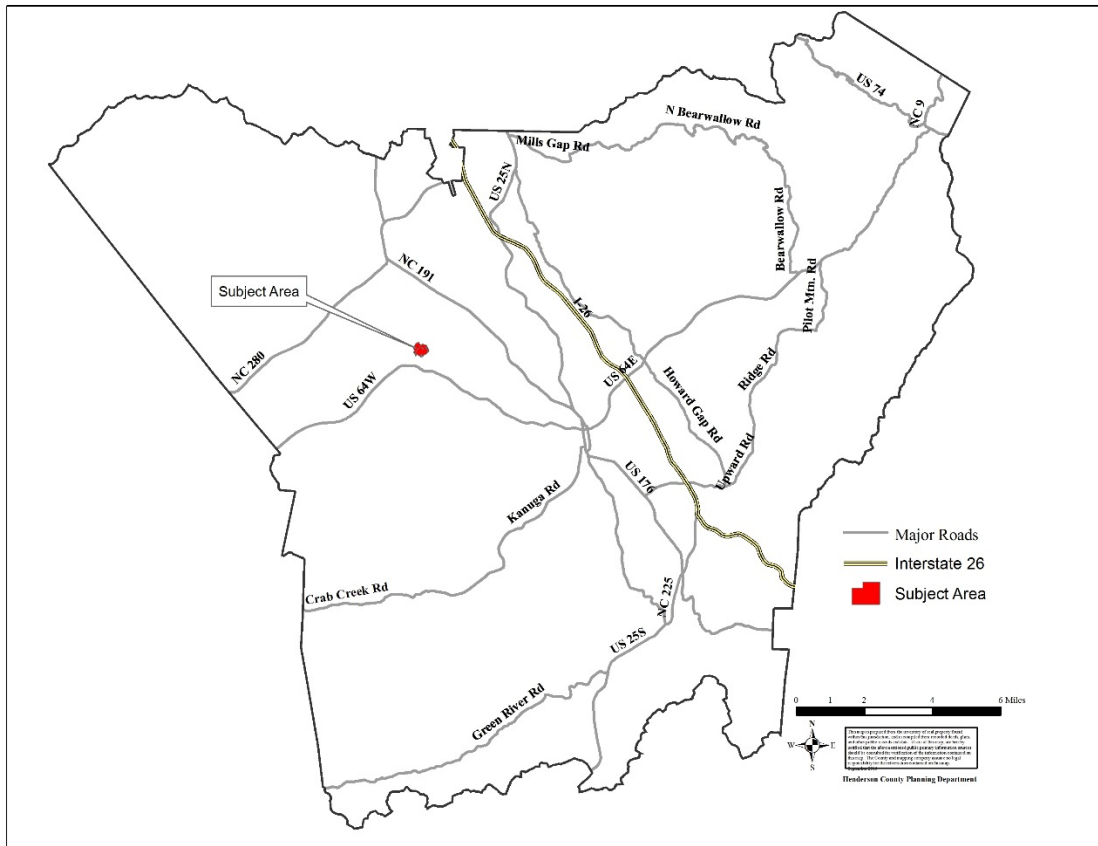 US 74
NC 9
N Bearwallow Rd
Mills Gap Rd
US 25N
Bearwallow Rd
NC 191
Subject Area
Pilot Mtn. Rd
I-26
NC 280
US 64W
US 64E
Ridge Rd
Howard Gap Rd
Upward Rd
US 176
Kanuga Rd
Major Roads
Interstate 26
Subject Area
Crab Creek Rd
NC 225
US 25S
Green River Rd
0 1 2 4 6 Miles
N
W E
S
Henderson County Planning Department